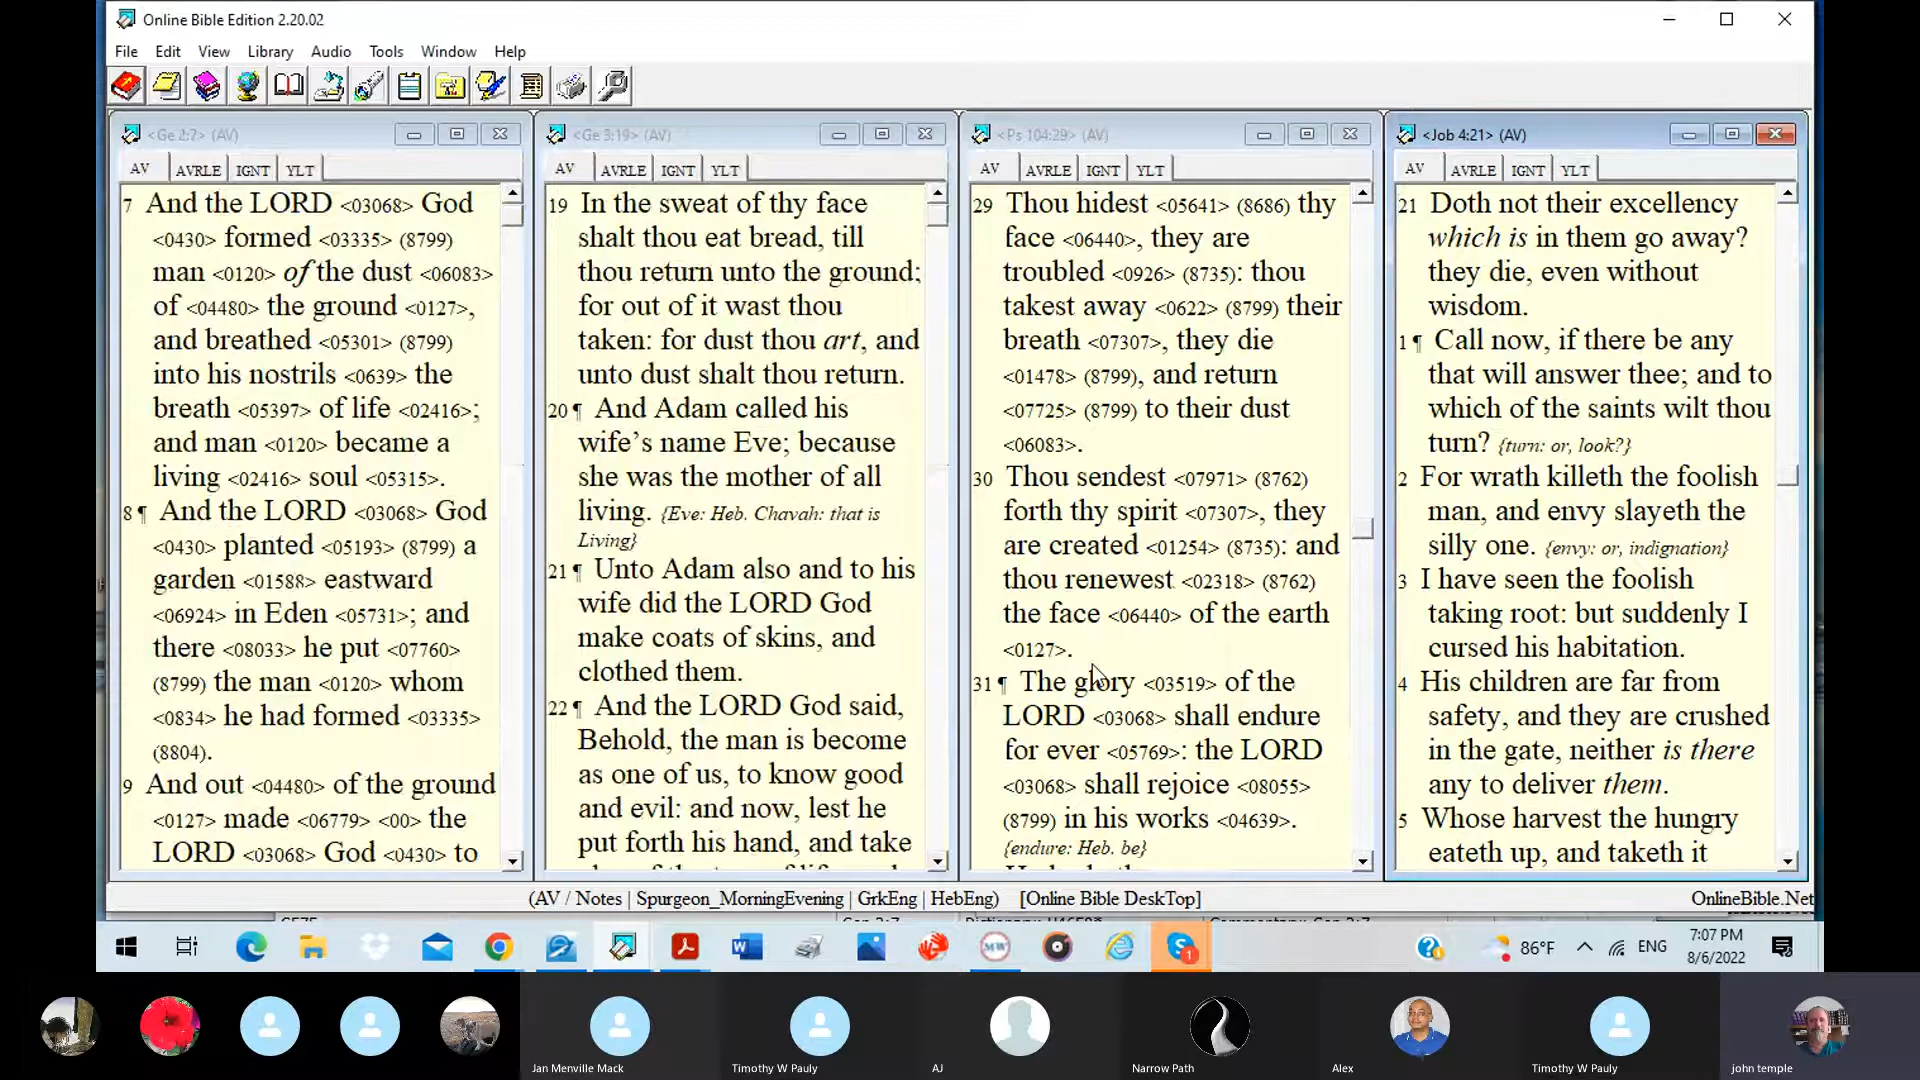 Online Bible Edition 2.20.02
File Edit View Library Audio Tools Window Help
<Ge 2:7> (AV)
AV AVRLE IGNT YLT
7 And the LORD <03068> God
<0430> formed <03335> (8799)
man <0120> of the dust <06083>
of <04480> the ground <0127>,
and breathed <05301> (8799)
into his nostrils <0639> the
breath <05397> of life <02416>;
and man <0120> became a
living <02416> soul <05315>.
8 ¶ And the LORD <03068> God
<0430> planted <05193> (8799) a
garden <01588> eastward
<06924> in Eden <05731>; and
there <08033> he put <07760>
(8799) the man <0120> whom
<0834> he had formed <03335>
(8804).
9 And out <04480> of the ground
<0127> made <06779> <00> the
LORD <03068> God <0430> to
<Ge 3:19> (AV)
AV AVRLE IGNT YLT
19 In the sweat of thy face
shalt thou eat bread, till
thou return unto the ground;
for out of it wast thou
taken: for dust thou art, and
unto dust shalt thou return.
20 ¶ And Adam called his
wife’s name Eve; because
she was the mother of all
living. {Eve: Heb. Chavah: that is
Living}
21 ¶ Unto Adam also and to his
wife did the LORD God
make coats of skins, and
clothed them.
22 ¶ And the LORD God said,
Behold, the man is become
as one of us, to know good
and evil: and now, lest he
put forth his hand, and take
<Ps 104:29> (AV)
AV AVRLE IGNT YLT
29 Thou hidest <05641> (8686) thy
face <06440>, they are
troubled <0926> (8735): thou
takest away <0622> (8799) their
breath <07307>, they die
<01478> (8799), and return
<07725> (8799) to their dust
<06083>.
30 Thou sendest <07971> (8762)
forth thy spirit <07307>, they
are created <01254> (8735): and
thou renewest <02318> (8762)
the face <06440> of the earth
<0127>.
31 ¶ The glory <03519> of the
LORD <03068> shall endure
for ever <05769>: the LORD
<03068> shall rejoice <08055>
(8799) in his works <04639>.
{endure: Heb. be}
<Job 4:21> (AV)
AV AVRLE IGNT YLT
21 Doth not their excellency
which is in them go away?
they die, even without
wisdom.
1 ¶ Call now, if there be any
that will answer thee; and to
which of the saints wilt thou
turn? {turn: or, look?}
2 For wrath killeth the foolish
man, and envy slayeth the
silly one. {envy: or, indignation}
3 I have seen the foolish
taking root: but suddenly I
cursed his habitation.
4 His children are far from
safety, and they are crushed
in the gate, neither is there
any to deliver them.
5 Whose harvest the hungry
eateth up, and taketh it
(AV / Notes | Spurgeon_MorningEvening | GrkEng | HebEng) [Online Bible DeskTop] OnlineBible.Net
86°F ENG 7:07 PM
8/6/2022
Jan Menville Mack Timothy W Pauly AJ Narrow Path Alex Timothy W Pauly john temple